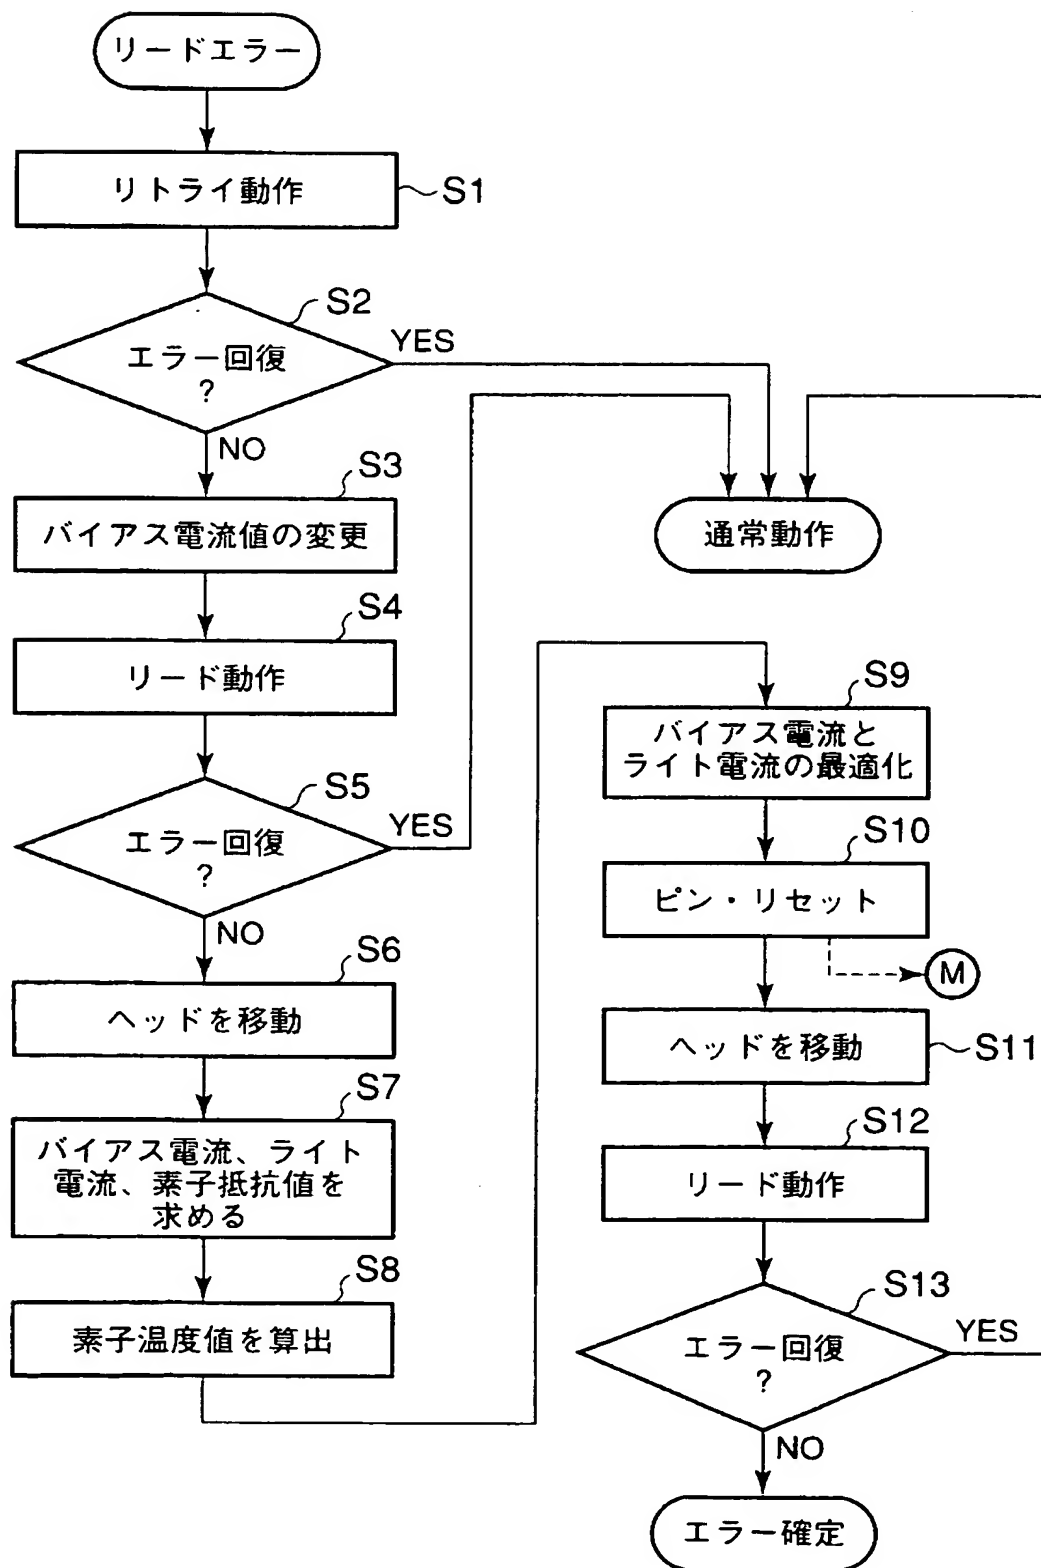 リードエラー
リトライ動作
S1
S2
エラー回復
?
YES
NO
S3
バイアス電流値の変更
S4
リード動作
S5
エラー回復
?
YES
NO
S6
ヘッドを移動
S7
バイアス電流、ライト
電流、素子抵抗値を
求める
S8
素子温度値を算出
通常動作
S9
バイアス電流と
ライト電流の最適化
S10
ピン・リセット
M
ヘッドを移動
S11
S12
リード動作
S13
エラー回復
?
YES
NO
エラー確定